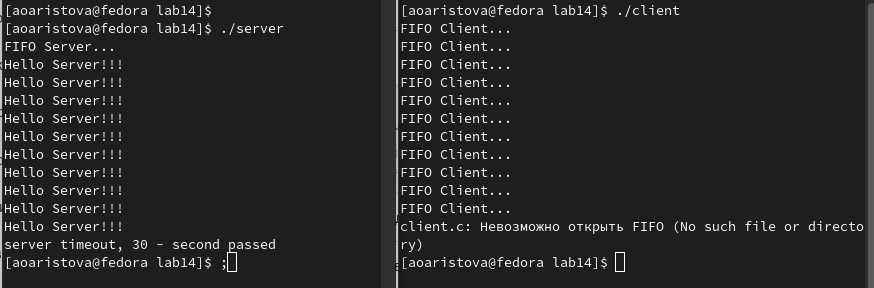 [aoaristova@fedora lab14]$
[aoaristova@fedora lab14]$ ./server
FIFO Server...
Hello Server!!!
Hello Server!!!
Hello Server!!!
Hello Server!!!
Hello Server!!!
Hello Server!!!
Hello Server!!!
Hello Server!!!
Hello Server!!!
Hello Server!!!
server timeout, 30 - second passed
[aoaristova@fedora lab14]$ ;
[aoaristova@fedora lab14]$ ./client
FIFO Client...
FIFO Client...
FIFO Client...
FIFO Client...
FIFO Client...
FIFO Client...
FIFO Client...
FIFO Client...
FIFO Client...
FIFO Client...
FIFO Client...
client.c: Невозможно открыть FIFO (No such file or directo
ry)
[aoaristova@fedora lab14]$